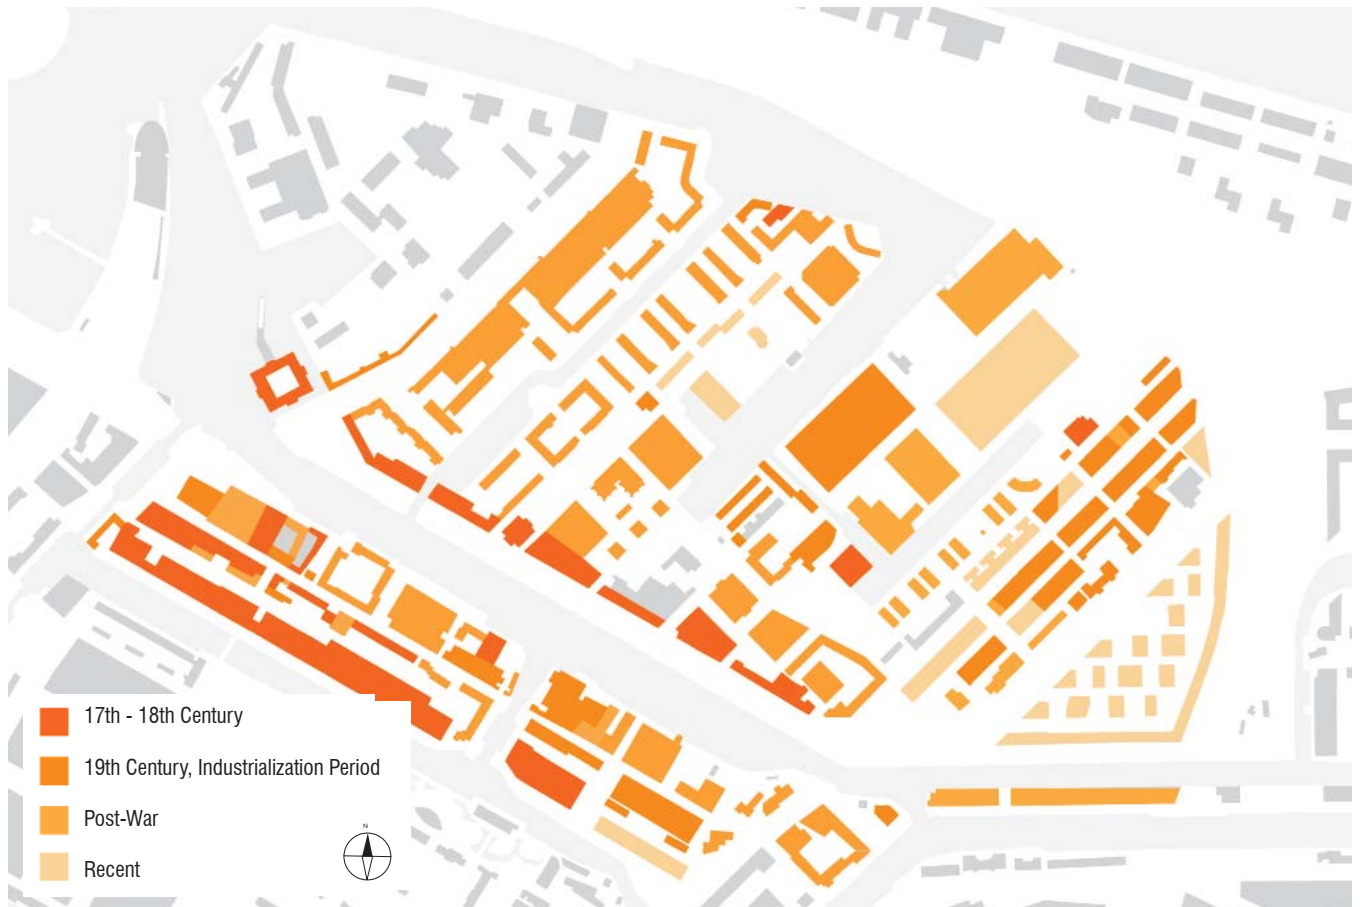 17th - 18th Century
19th Century, Industrialization Period
Post-War
N
Recent